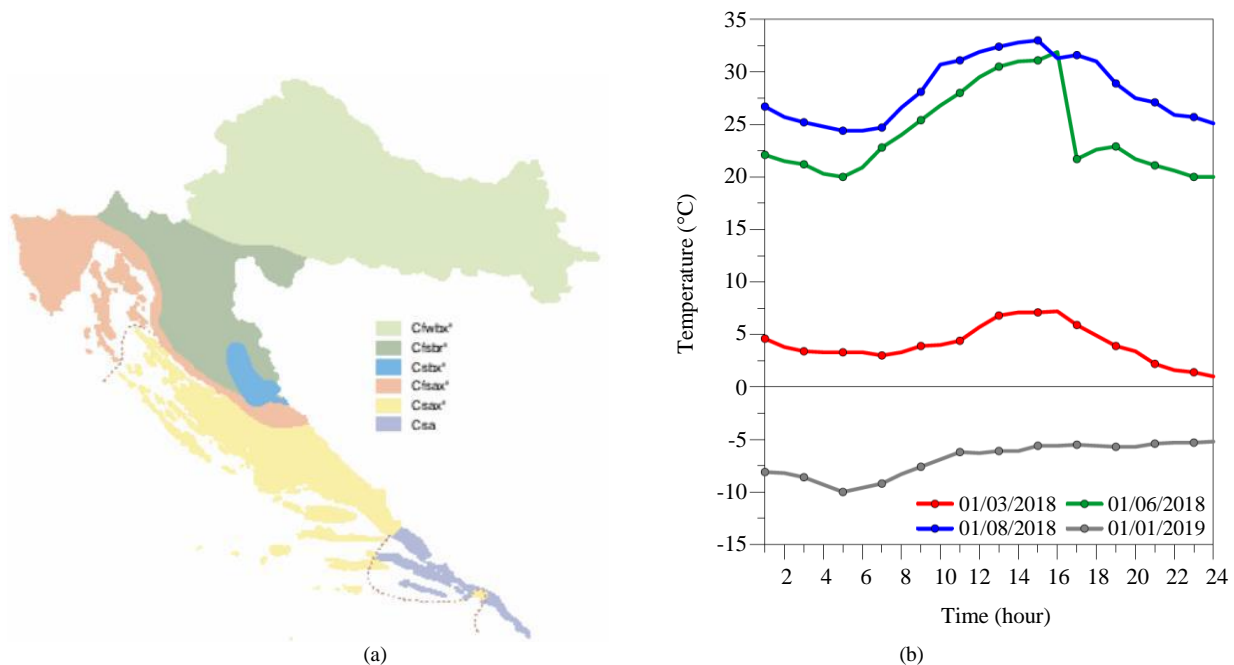 Cfwbx"
Cfsbr"
Csbx"
Cfsax"
Csax"
Csa
(a)
Temperature (°C)
35
30
25
20
15
10
5
0
-5
-10
-15
01/03/2018 01/06/2018
01/08/2018 01/01/2019
2 4 6 8 10 12 14 16 18 20 22 24
Time (hour)
(b)